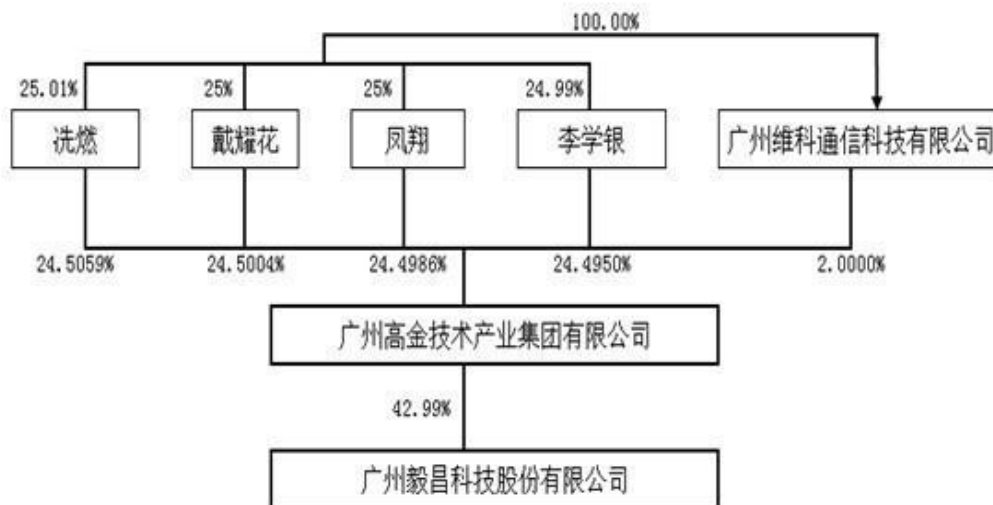 100.00%
25.01%
25%
25%
24.99%
冼燃
戴耀花
凤翔
李学银
广州维科通信科技有限公司
24.5059%
24.5004%
24.4986%
24.4950%
2.0000%
广州高金技术产业集团有限公司
42.99%
广州毅昌科技股份有限公司